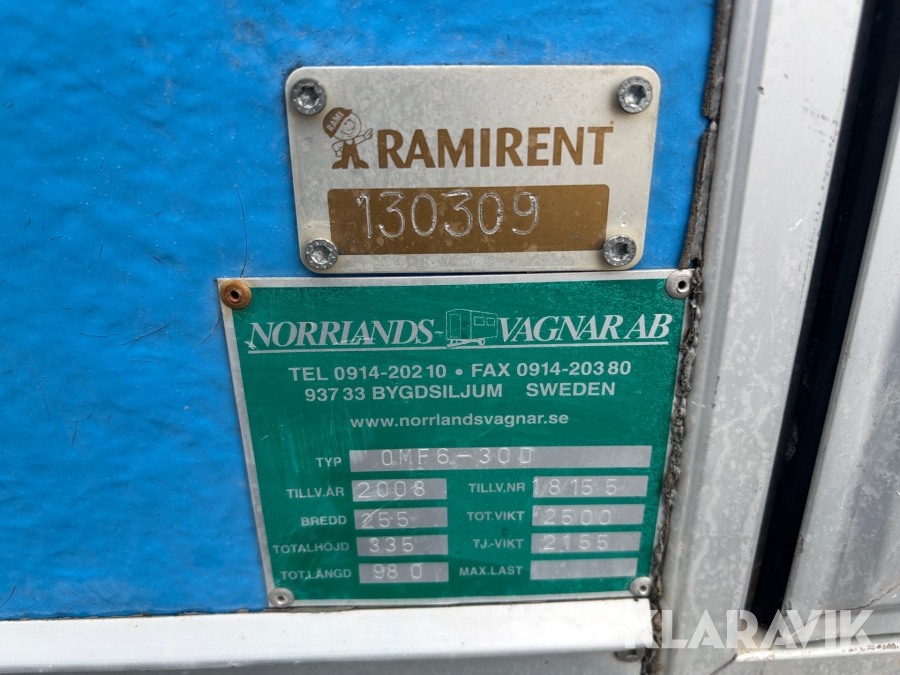 RAMI
RAMIRENT
130309
NORRLANDS- VAGNAR AB
TEL 0914-202 10 • FAX 0914-203 80
937 33 BYGDSILJUM SWEDEN
www.norrlandsvagnar.se
TYP OMF6-300
TILLV.ÅR 2008 TILLV.NR 18155
BREDD 255 TOT.VIKT 2500
TOTALHÖJD 335 TJ.-VIKT 2155
TOT.LÄNGD 980 MAX.LAST
KLARAVIK